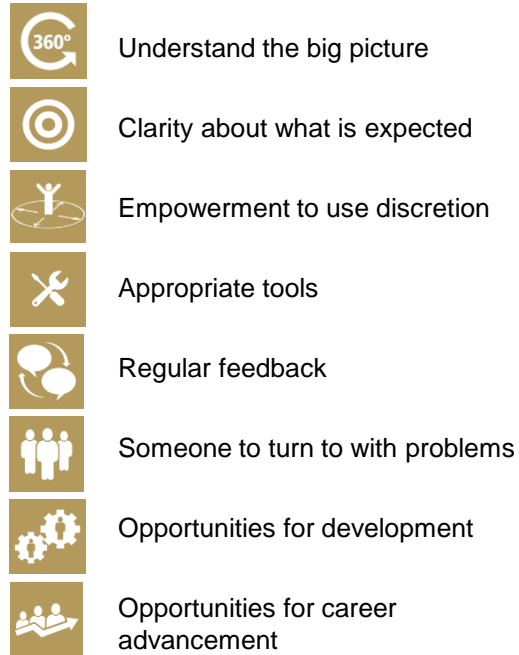 360°
Understand the big picture
Clarity about what is expected
Empowerment to use discretion
Appropriate tools
Regular feedback
Someone to turn to with problems
Opportunities for development
Opportunities for career
advancement